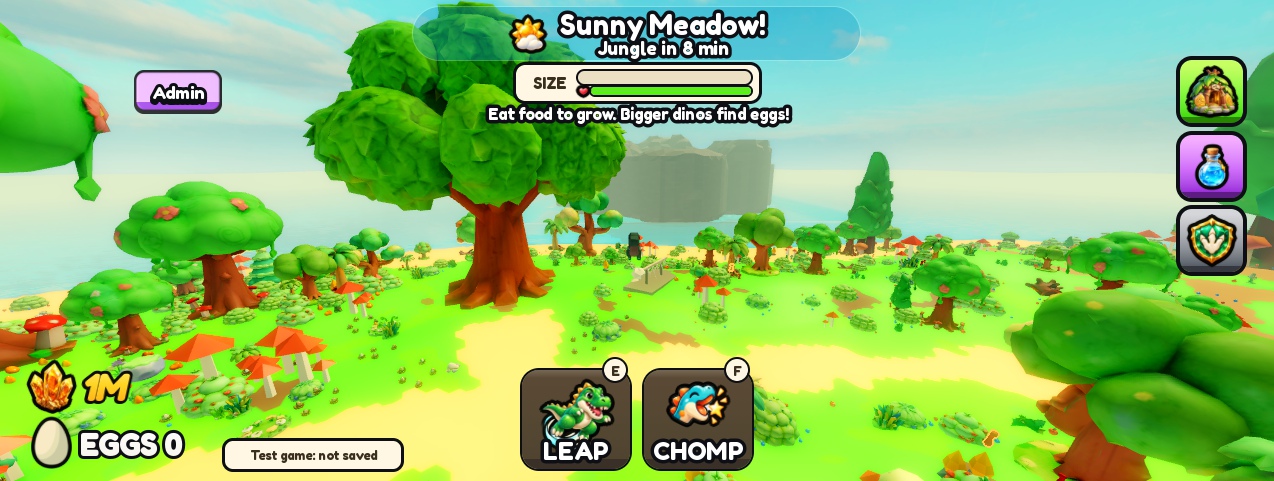 Sunny Meadow!
Jungle in 8 min
Admin
SIZE
Eat food to grow. Bigger dinos find eggs!
1M
EGGS 0
Test game: not saved
E
LEAP
F
CHOMP